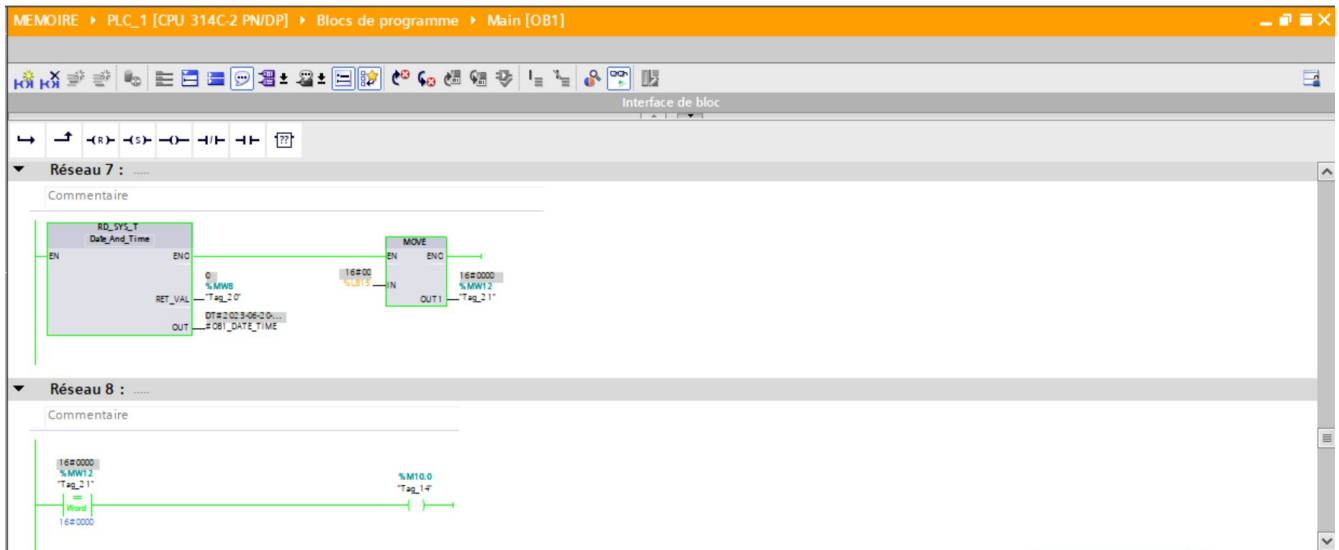 MEMOIRE ▸ PLC_1 [CPU 314C-2 PN/DP] ▸ Blocs de programme ▸ Main [OB1]
Interface de bloc
Réseau 7 : .....
Commentaire
RD_SYS_T
Date_And_Time
MOVE
EN ENO
EN ENO
0
%MW8
RET_VAL "Tag_20"
16#00
%LB15 IN
16#0000
%MW12
OUT1 "Tag_21"
DT#2023-06-20-...
OUT #OB1_DATE_TIME
Réseau 8 : .....
Commentaire
16#0000
%MW12
"Tag_21"
%M10.0
"Tag_14"
=
Word
16#0000